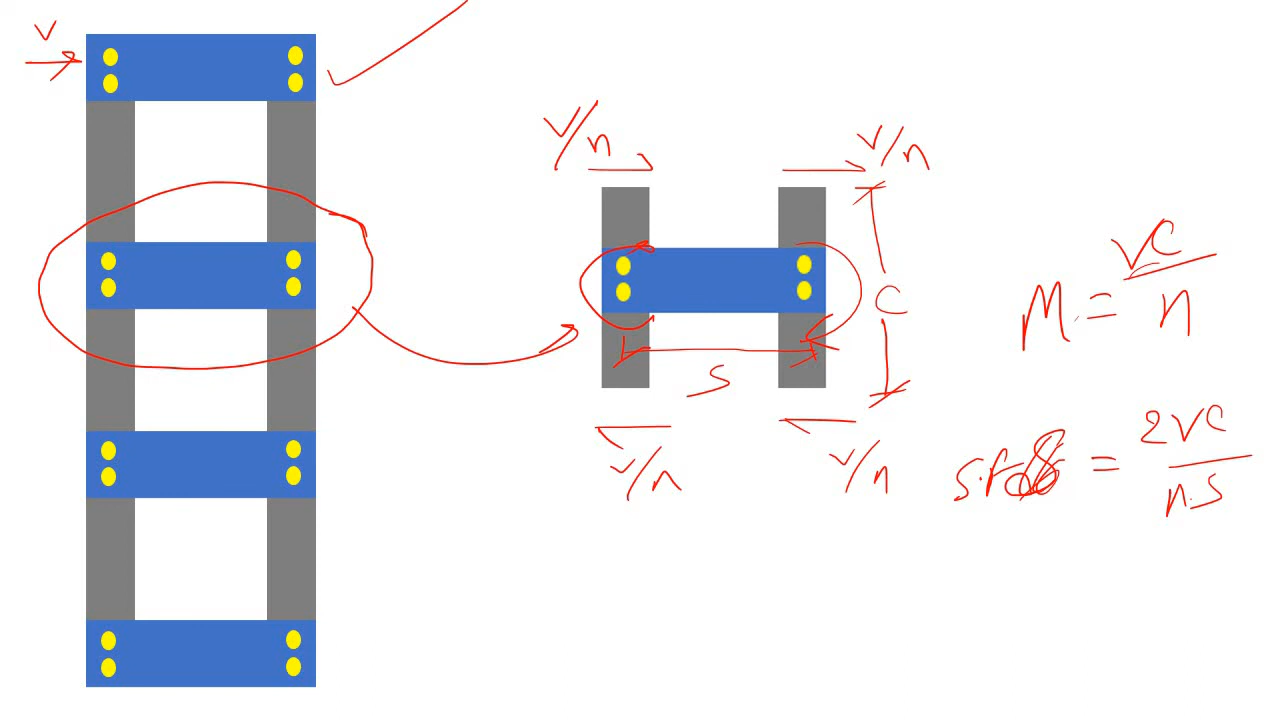 V
V/n
V/n
C
S
V/n
V/n
M = VC/n
= 2VC/n.S